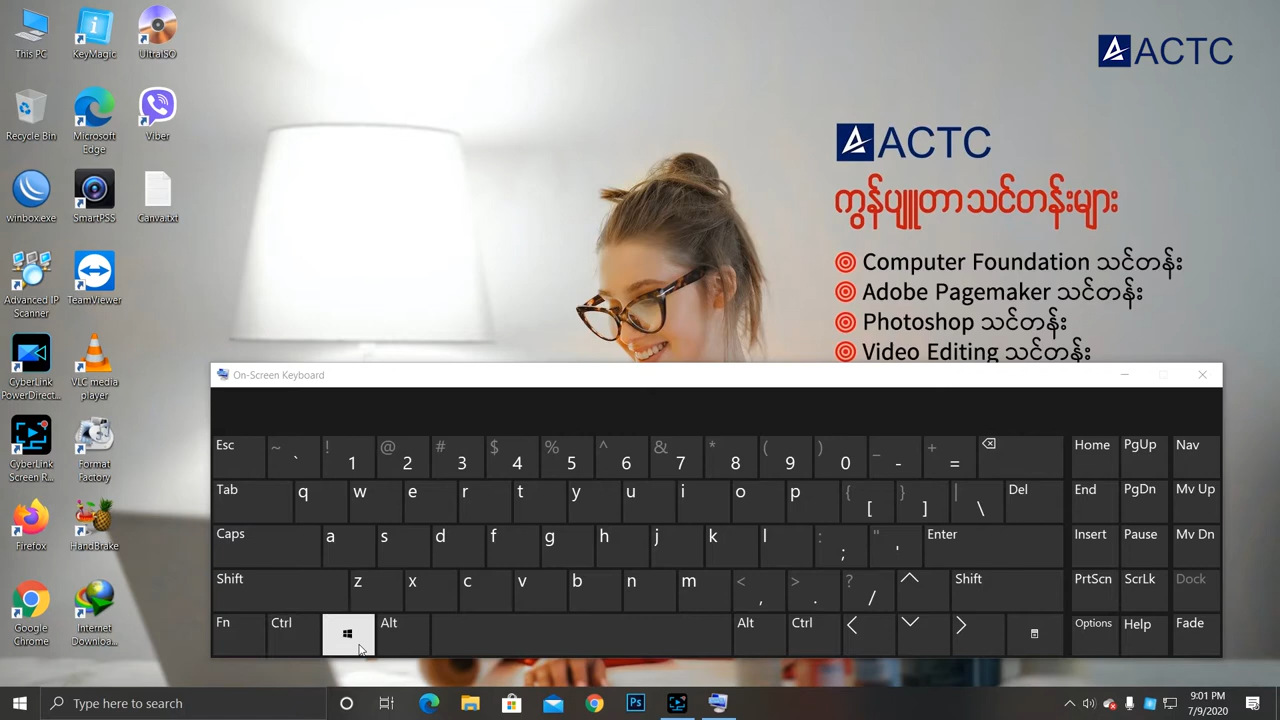 This PC
KeyMagic
UltraISO
Recycle Bin
Microsoft
Edge
Viber
winbox.exe
SmartPSS
Canva.txt
Advanced IP
Scanner
TeamViewer
CyberLink
PowerDirect...
VLC media
player
CyberLink
Screen R...
Format
Factory
Firefox
HandBrake
Google
Chrome
Internet
Downloa...
ACTC
ACTC
ကွန်ပျူတာသင်တန်းများ
Computer Foundation သင်တန်း
Adobe Pagemaker သင်တန်း
Photoshop သင်တန်း
Video Editing သင်တန်း
On-Screen Keyboard
Esc ~ ` ! 1 @ 2 # 3 $ 4 % 5 ^ 6 & 7 * 8 ( 9 ) 0 _ - + = Home PgUp Nav
Tab q w e r t y u i o p { [ } ] | \ Del End PgDn Mv Up
Caps a s d f g h j k l : ; " ' Enter Insert Pause Mv Dn
Shift z x c v b n m < , > . ? / Shift PrtScn ScrLk Dock
Fn Ctrl Alt Alt Ctrl Options Help Fade
Type here to search
Ps
9:01 PM
7/9/2020